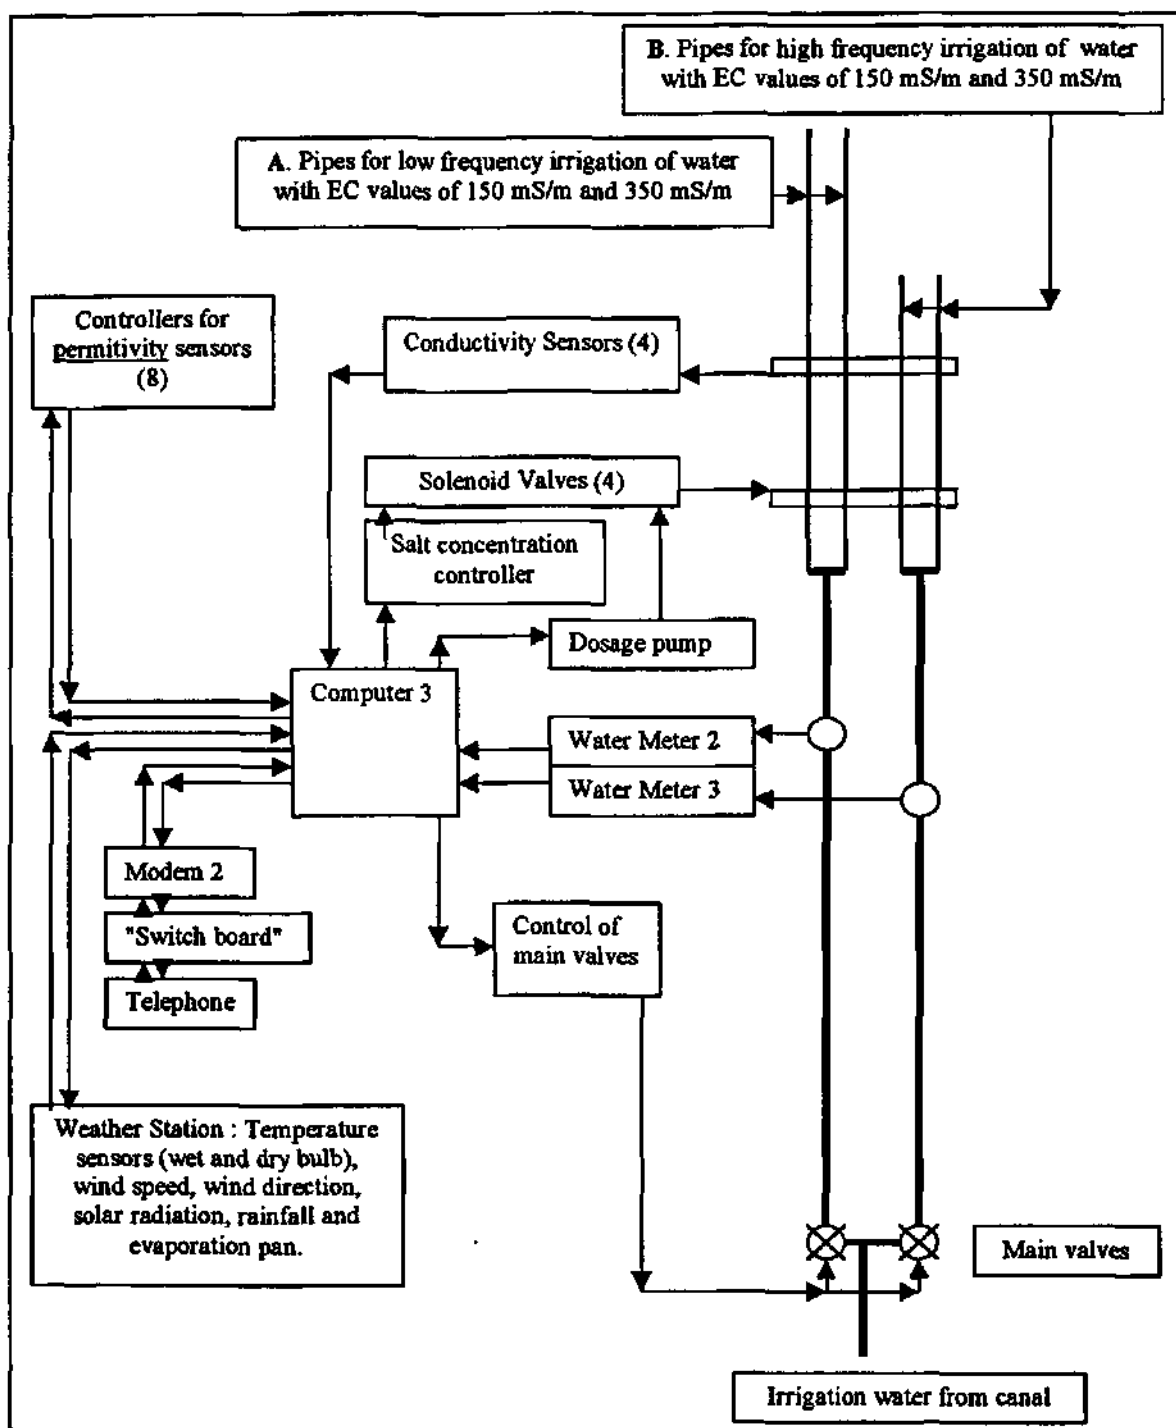 B. Pipes for high frequency irrigation of water
with EC values of 150 mS/m and 350 mS/m
A. Pipes for low frequency irrigation of water
with EC values of 150 mS/m and 350 mS/m
Controllers for
permitivity sensors
(8)
Conductivity Sensors (4)
Solenoid Valves (4)
Salt concentration
controller
Dosage pump
Computer 3
Water Meter 2
Water Meter 3
Modem 2
"Switch board"
Telephone
Control of
main valves
Weather Station : Temperature
sensors (wet and dry bulb),
wind speed, wind direction,
solar radiation, rainfall and
evaporation pan.
Main valves
Irrigation water from canal